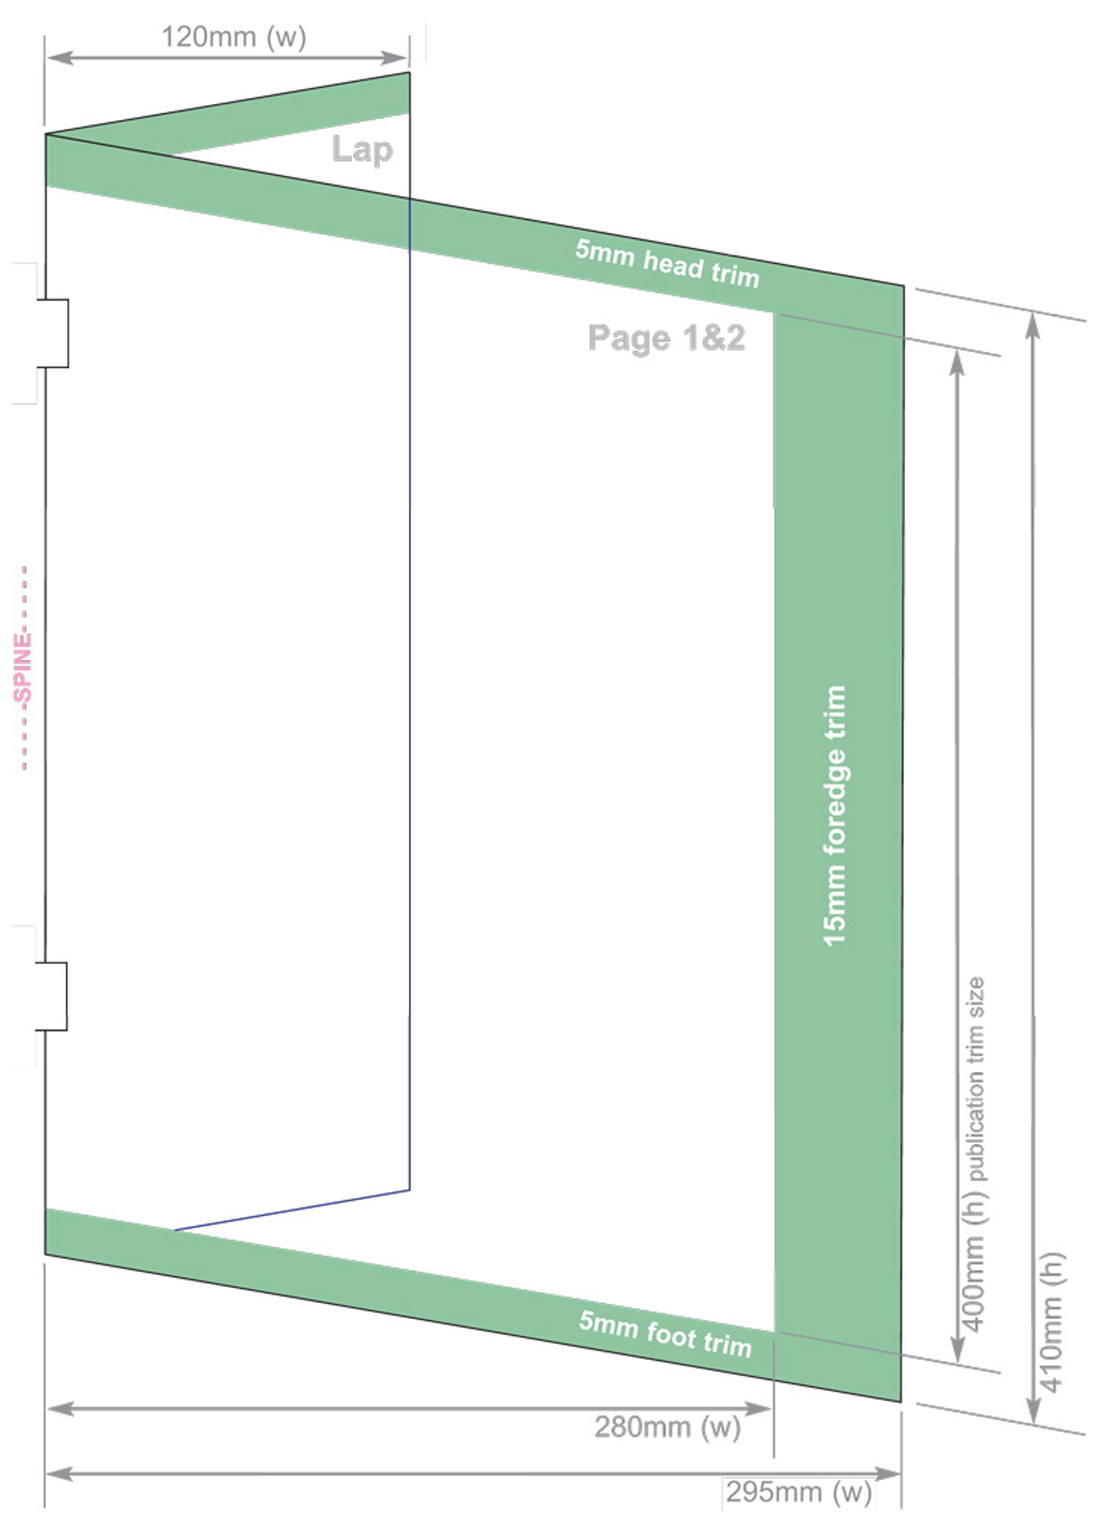 120mm (w)
Lap
5mm head trim
Page 1&2
SPINE
15mm foredge trim
400mm (h) publication trim size
410mm (h)
5mm foot trim
280mm (w)
295mm (w)